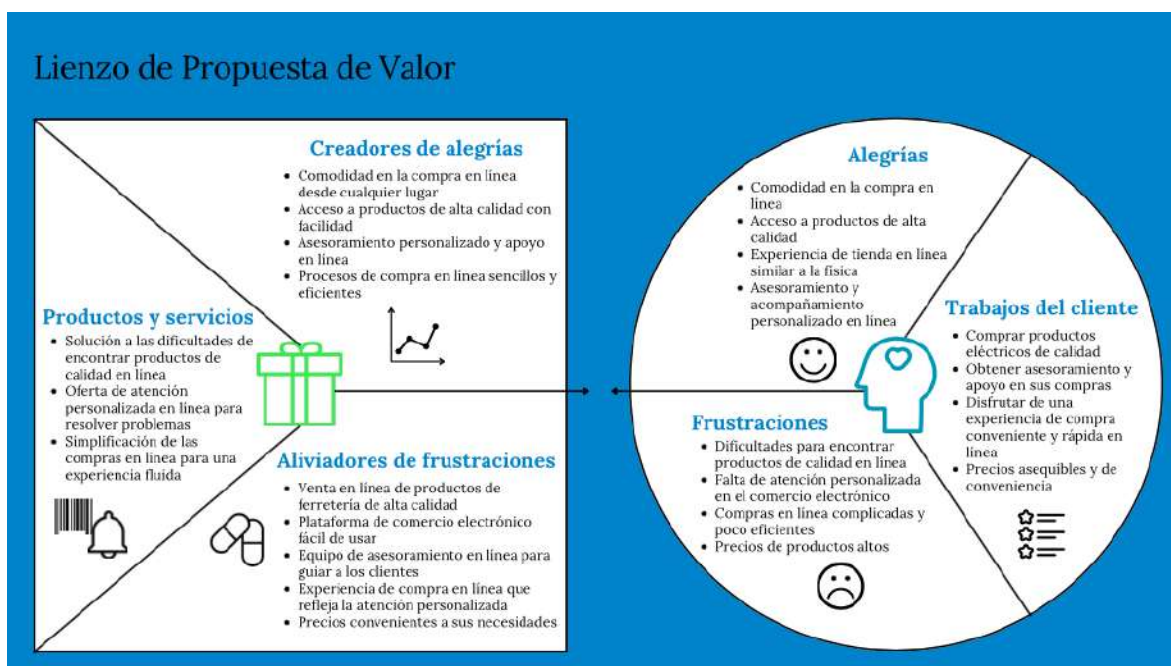 Lienzo de Propuesta de Valor
Creadores de alegrías
• Comodidad en la compra en línea
desde cualquier lugar
• Acceso a productos de alta calidad con
facilidad
• Asesoramiento personalizado y apoyo
en línea
• Procesos de compra en línea sencillos y
eficientes
Productos y servicios
• Solución a las dificultades de
encontrar productos de
calidad en línea
• Oferta de atención
personalizada en línea para
resolver problemas
• Simplificación de las
compras en línea para una
experiencia fluida
Aliviadores de frustraciones
• Venta en línea de productos de
ferretería de alta calidad
• Plataforma de comercio electrónico
fácil de usar
• Equipo de asesoramiento en línea para
guiar a los clientes
• Experiencia de compra en línea que
refleja la atención personalizada
• Precios convenientes a sus necesidades
Alegrías
• Comodidad en la compra en
línea
• Acceso a productos de alta
calidad
• Experiencia de tienda en línea
similar a la física
• Asesoramiento y
acompañamiento
personalizado en línea
Trabajos del cliente
• Comprar productos
eléctricos de calidad
• Obtener asesoramiento y
apoyo en sus compras
• Disfrutar de una
experiencia de compra
conveniente y rápida en
línea
• Precios asequibles y de
conveniencia
Frustraciones
• Dificultades para encontrar
productos de calidad en línea
• Falta de atención personalizada
en el comercio electrónico
• Compras en línea complicadas y
poco eficientes
• Precios de productos altos